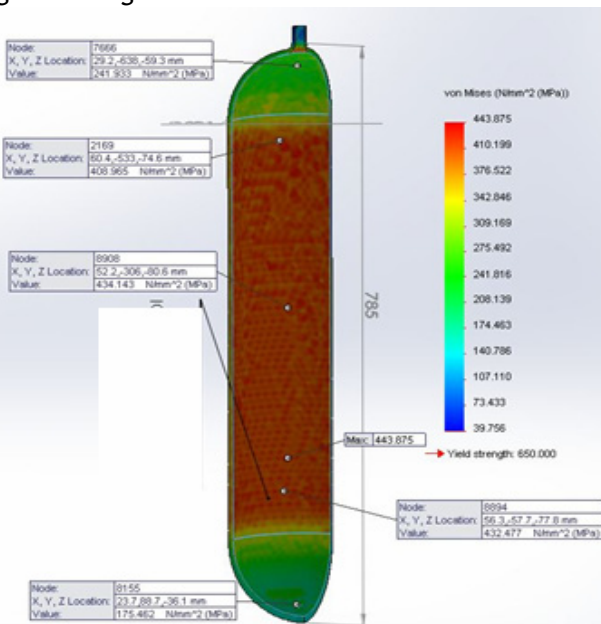 Node: 7666
X, Y, Z Location: 29.2,-638,-59.3 mm
Value: 241.933 N/mm^2 (MPa)
von Mises (N/mm^2 (MPa))
443.875
410.199
376.522
342.846
309.169
275.492
241.816
208.139
174.463
140.786
107.110
73.433
39.756
Yield strength: 650.000
Node: 2169
X, Y, Z Location: 60.4,-533,-74.6 mm
Value: 408.965 N/mm^2 (MPa)
Node: 8908
X, Y, Z Location: 52.2,-306,-80.6 mm
Value: 434.143 N/mm^2 (MPa)
785
Max: 443.875
Node: 8894
X, Y, Z Location: 56.3,-57.7,-77.8 mm
Value: 432.477 N/mm^2 (MPa)
Node: 8155
X, Y, Z Location: 23.7,88.7,-36.1 mm
Value: 175.462 N/mm^2 (MPa)